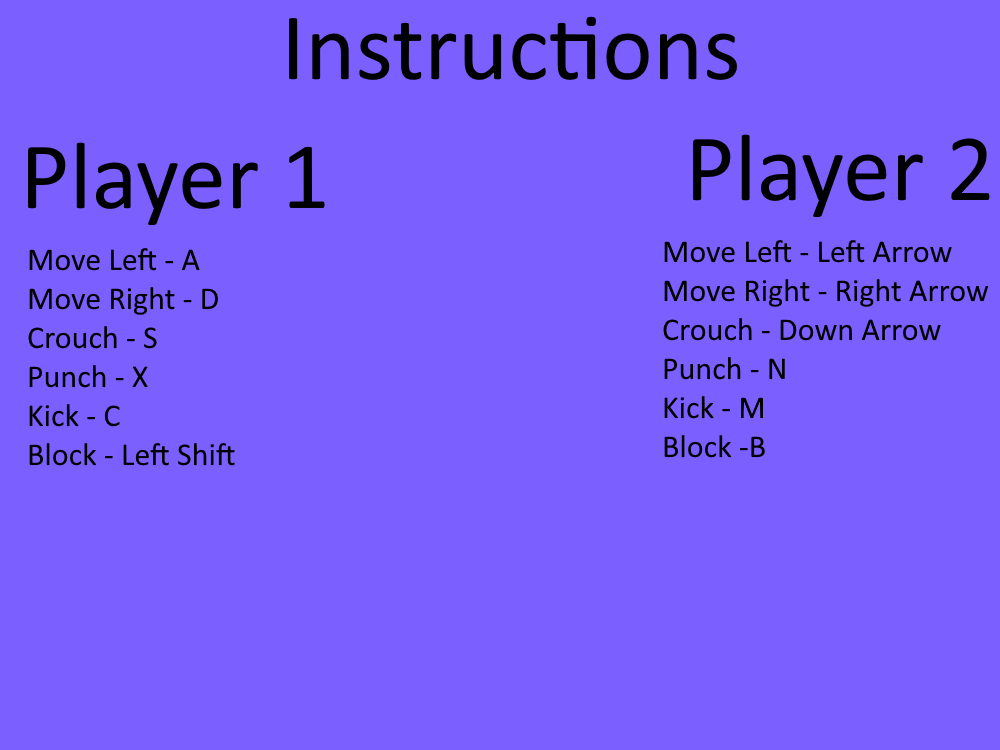 Instructions
Player 1
Move Left - A
Move Right - D
Crouch - S
Punch - X
Kick - C
Block - Left Shift
Player 2
Move Left - Left Arrow
Move Right - Right Arrow
Crouch - Down Arrow
Punch - N
Kick - M
Block -B